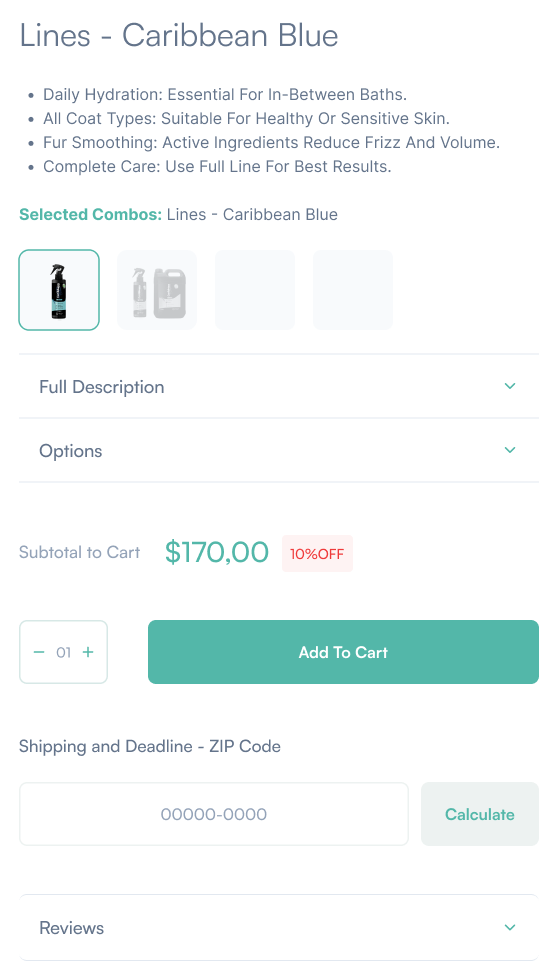 Lines - Caribbean Blue
• Daily Hydration: Essential For In-Between Baths.
• All Coat Types: Suitable For Healthy Or Sensitive Skin.
• Fur Smoothing: Active Ingredients Reduce Frizz And Volume.
• Complete Care: Use Full Line For Best Results.
Selected Combos: Lines - Caribbean Blue
Full Description
Options
Subtotal to Cart $170,00 10%OFF
01 Add To Cart
Shipping and Deadline - ZIP Code
00000-0000 Calculate
Reviews